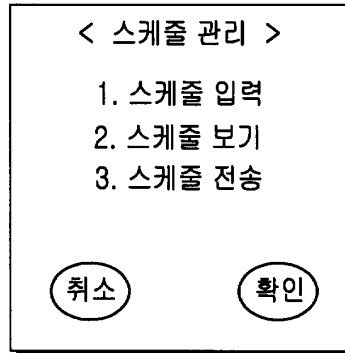 < 스케줄 관리 >
1. 스케줄 입력
2. 스케줄 보기
3. 스케줄 전송
취소 확인